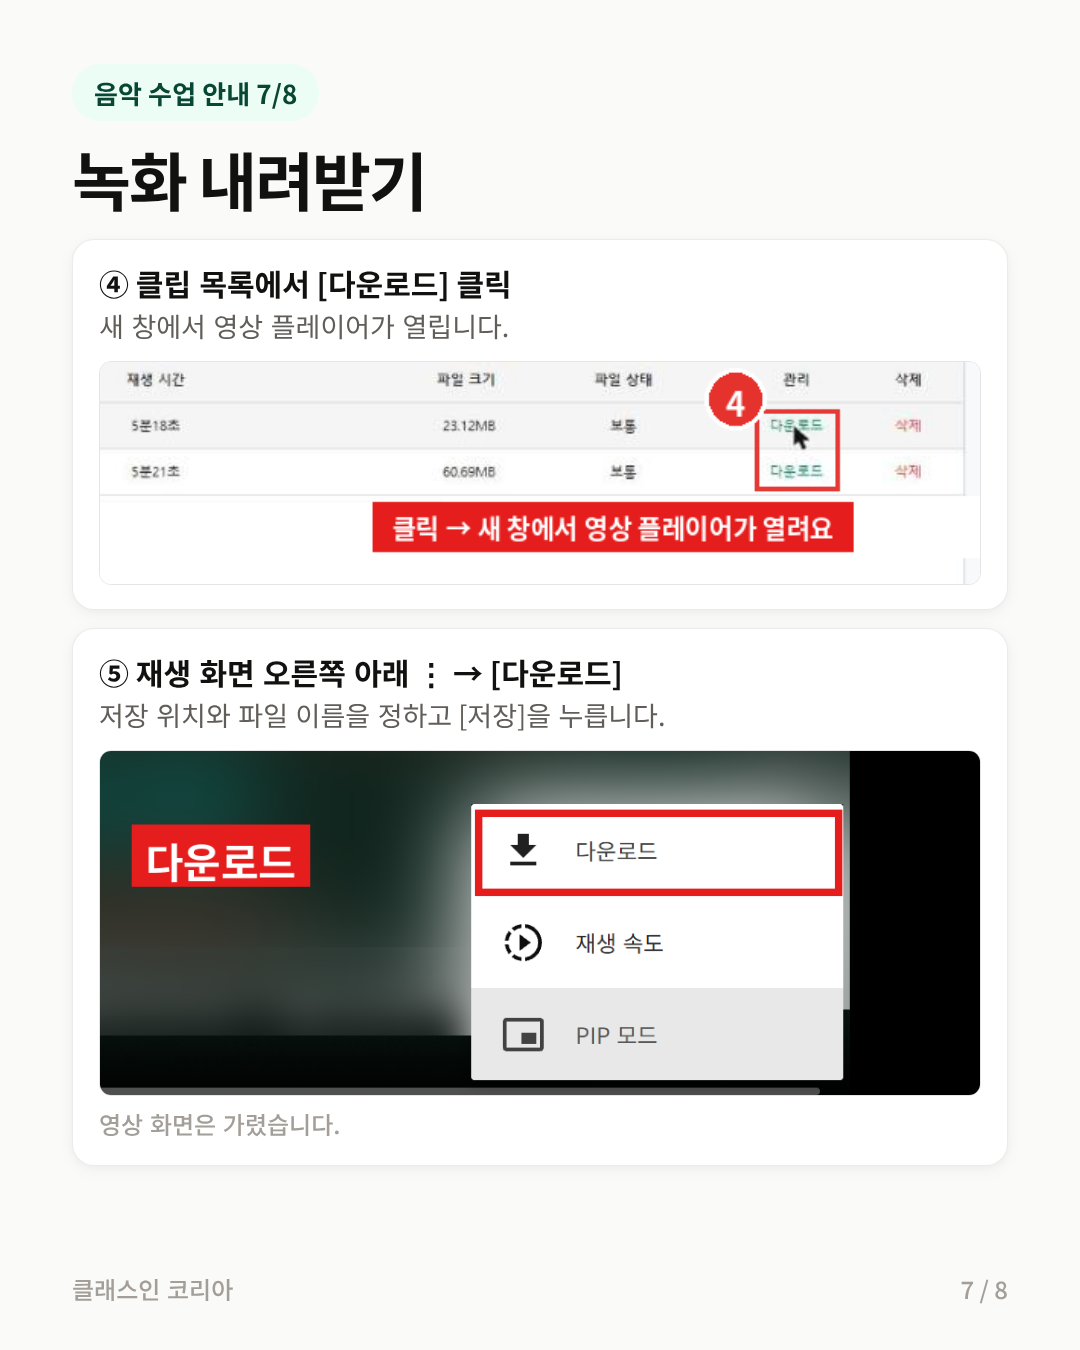 음악 수업 안내 7/8
녹화 내려받기
④ 클립 목록에서 [다운로드] 클릭
새 창에서 영상 플레이어가 열립니다.
재생 시간 파일 크기 파일 상태 관리 삭제
4
5분18초 23.12MB 보통 다운로드 삭제
5분21초 60.69MB 보통 다운로드 삭제
클릭 → 새 창에서 영상 플레이어가 열려요
⑤ 재생 화면 오른쪽 아래 ⋮ → [다운로드]
저장 위치와 파일 이름을 정하고 [저장]을 누릅니다.
다운로드
다운로드
재생 속도
PIP 모드
영상 화면은 가렸습니다.
클래스인 코리아
7 / 8